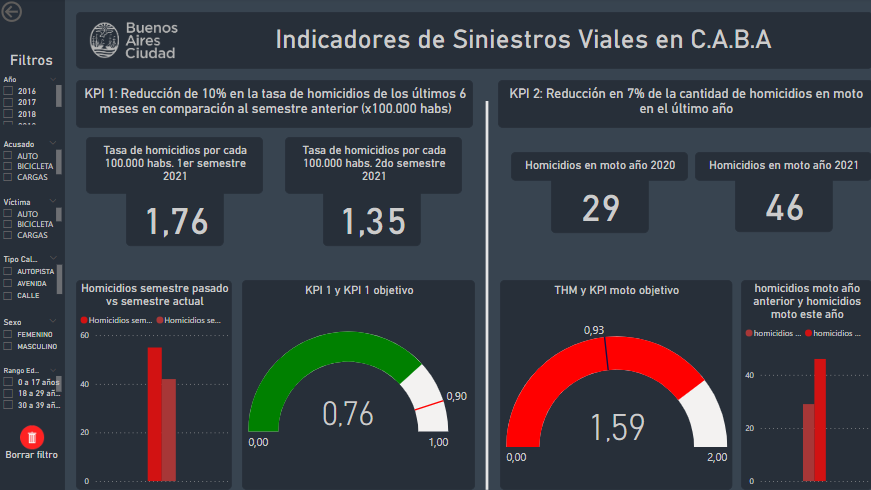 Buenos
Aires
Ciudad
Indicadores de Siniestros Viales en C.A.B.A
Filtros
Año
2016
2017
2018
Acusado
AUTO
BICICLETA
CARGAS
Víctima
AUTO
BICICLETA
CARGAS
Tipo Cal...
AUTOPISTA
AVENIDA
CALLE
Sexo
FEMENINO
MASCULINO
Rango Ed...
0 a 17 años
18 a 29 añ...
30 a 39 añ...
Borrar filtro
KPI 1: Reducción de 10% en la tasa de homicidios de los últimos 6
meses en comparación al semestre anterior (x100.000 habs)
Tasa de homicidios por cada
100.000 habs. 1er semestre
2021
1,76
Tasa de homicidios por cada
100.000 habs. 2do semestre
2021
1,35
KPI 2: Reducción en 7% de la cantidad de homicidios en moto
en el último año
Homicidios en moto año 2020
29
Homicidios en moto año 2021
46
Homicidios semestre pasado
vs semestre actual
Homicidios sem... Homicidios se...
60
40
20
0
KPI 1 y KPI 1 objetivo
0,90
0,76
0,00
1,00
THM y KPI moto objetivo
0,93
1,59
0,00
2,00
homicidios moto año
anterior y homicidios
moto este año
homicidios ... homicidios ...
40
20
0